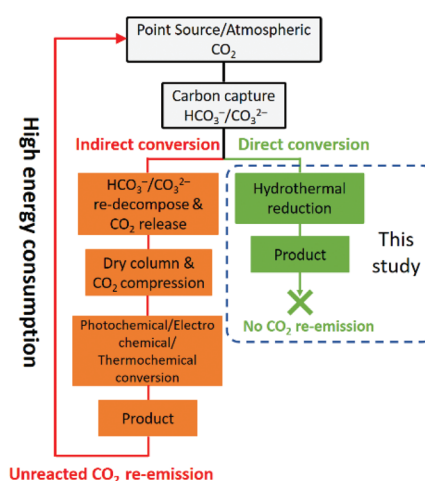 Point Source/Atmospheric
CO₂
Carbon capture
HCO₃⁻/CO₃²⁻
Indirect conversion
Direct conversion
HCO₃⁻/CO₃²⁻
re-decompose &
CO₂ release
Dry column &
CO₂ compression
Photochemical/Electro
chemical/
Thermochemical
conversion
Product
Unreacted CO₂ re-emission
High energy consumption
Hydrothermal
reduction
Product
No CO₂ re-emission
This
study